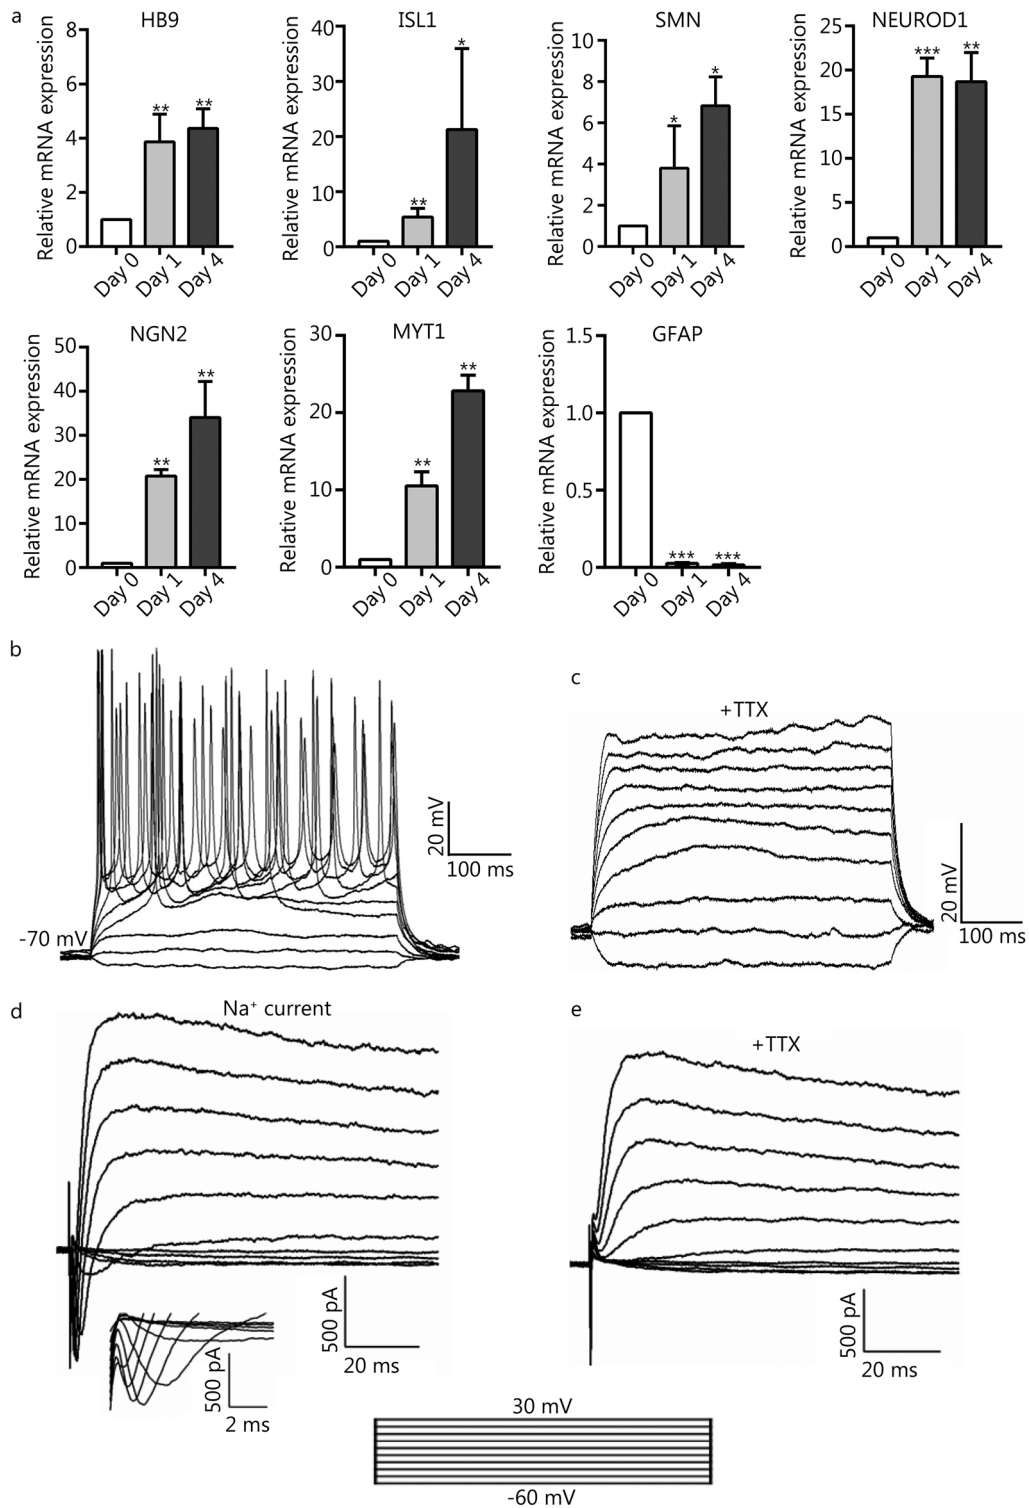 a
HB9
Relative mRNA expression
8
6
4
2
0
**
**
Day 0
Day 1
Day 4
ISL1
Relative mRNA expression
40
30
20
10
0
**
*
Day 0
Day 1
Day 4
SMN
Relative mRNA expression
10
8
6
4
2
0
*
*
Day 0
Day 1
Day 4
NEUROD1
Relative mRNA expression
25
20
15
10
5
0
***
**
Day 0
Day 1
Day 4
NGN2
Relative mRNA expression
50
40
30
20
10
0
**
**
Day 0
Day 1
Day 4
MYT1
Relative mRNA expression
30
20
10
0
**
**
Day 0
Day 1
Day 4
GFAP
Relative mRNA expression
1.5
1.0
0.5
0
***
***
Day 0
Day 1
Day 4
b
-70 mV
20 mV
100 ms
c
+TTX
20 mV
100 ms
d
Na⁺ current
500 pA
20 ms
500 pA
2 ms
e
+TTX
500 pA
20 ms
30 mV
-60 mV